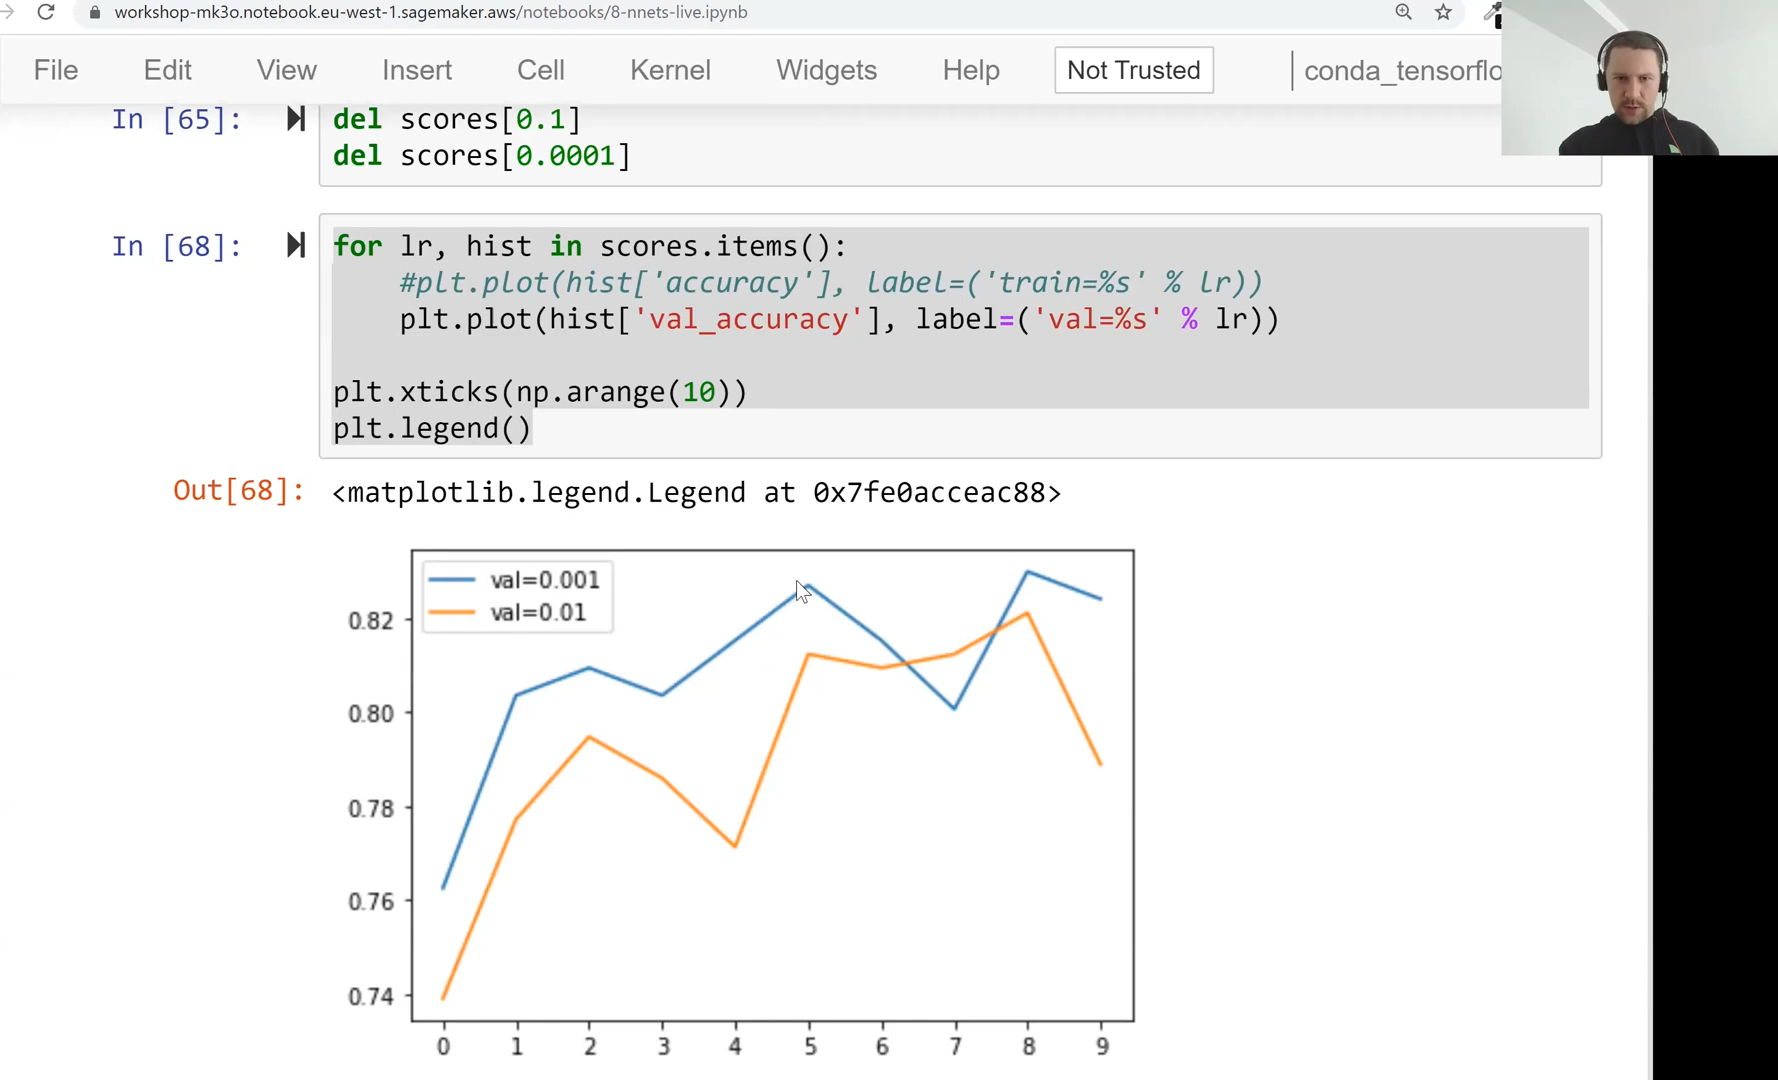 workshop-mk3o.notebook.eu-west-1.sagemaker.aws/notebooks/8-nnets-live.ipynb
File Edit View Insert Cell Kernel Widgets Help Not Trusted conda_tensorflo
In [65]: del scores[0.1]
del scores[0.0001]
In [68]: for lr, hist in scores.items():
#plt.plot(hist['accuracy'], label=('train=%s' % lr))
plt.plot(hist['val_accuracy'], label=('val=%s' % lr))
plt.xticks(np.arange(10))
plt.legend()
Out[68]: <matplotlib.legend.Legend at 0x7fe0acceac88>
val=0.001
val=0.01
0.82
0.80
0.78
0.76
0.74
0 1 2 3 4 5 6 7 8 9